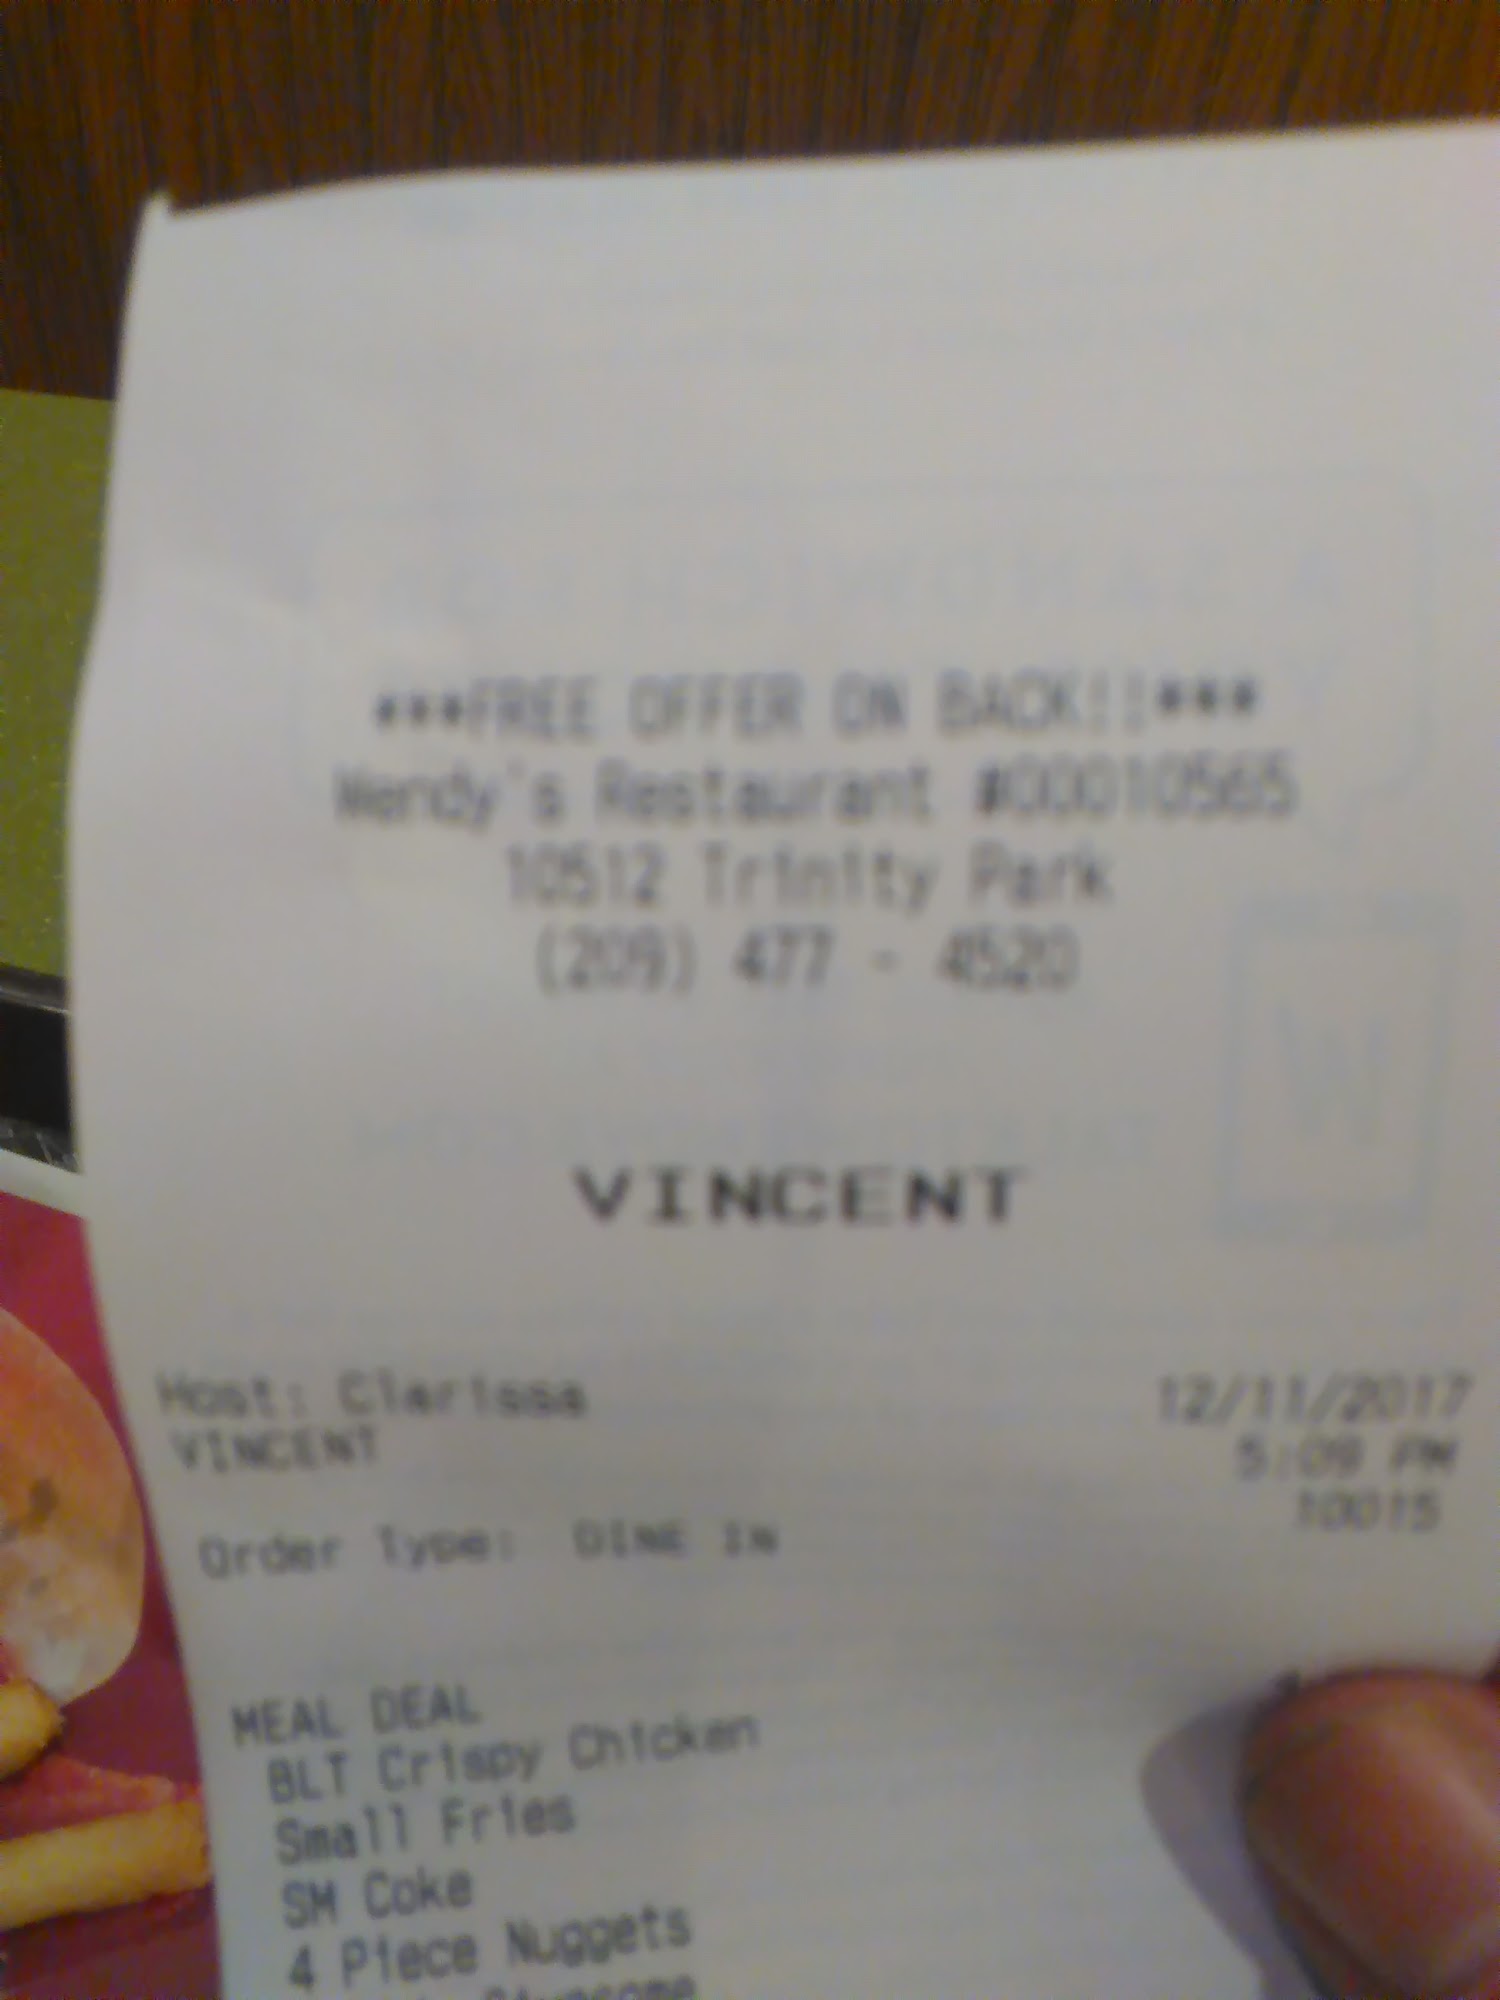 ***FREE OFFER ON BACK!!***
Wendy's Restaurant #00010565
10512 Trinity Park
(209) 477 - 4520
VINCENT
Host: Clarissa
12/11/2017
VINCENT
5:09 PM
10015
Order Type: DINE IN
MEAL DEAL
BLT Crispy Chicken
Small Fries
SM Coke
4 Piece Nuggets